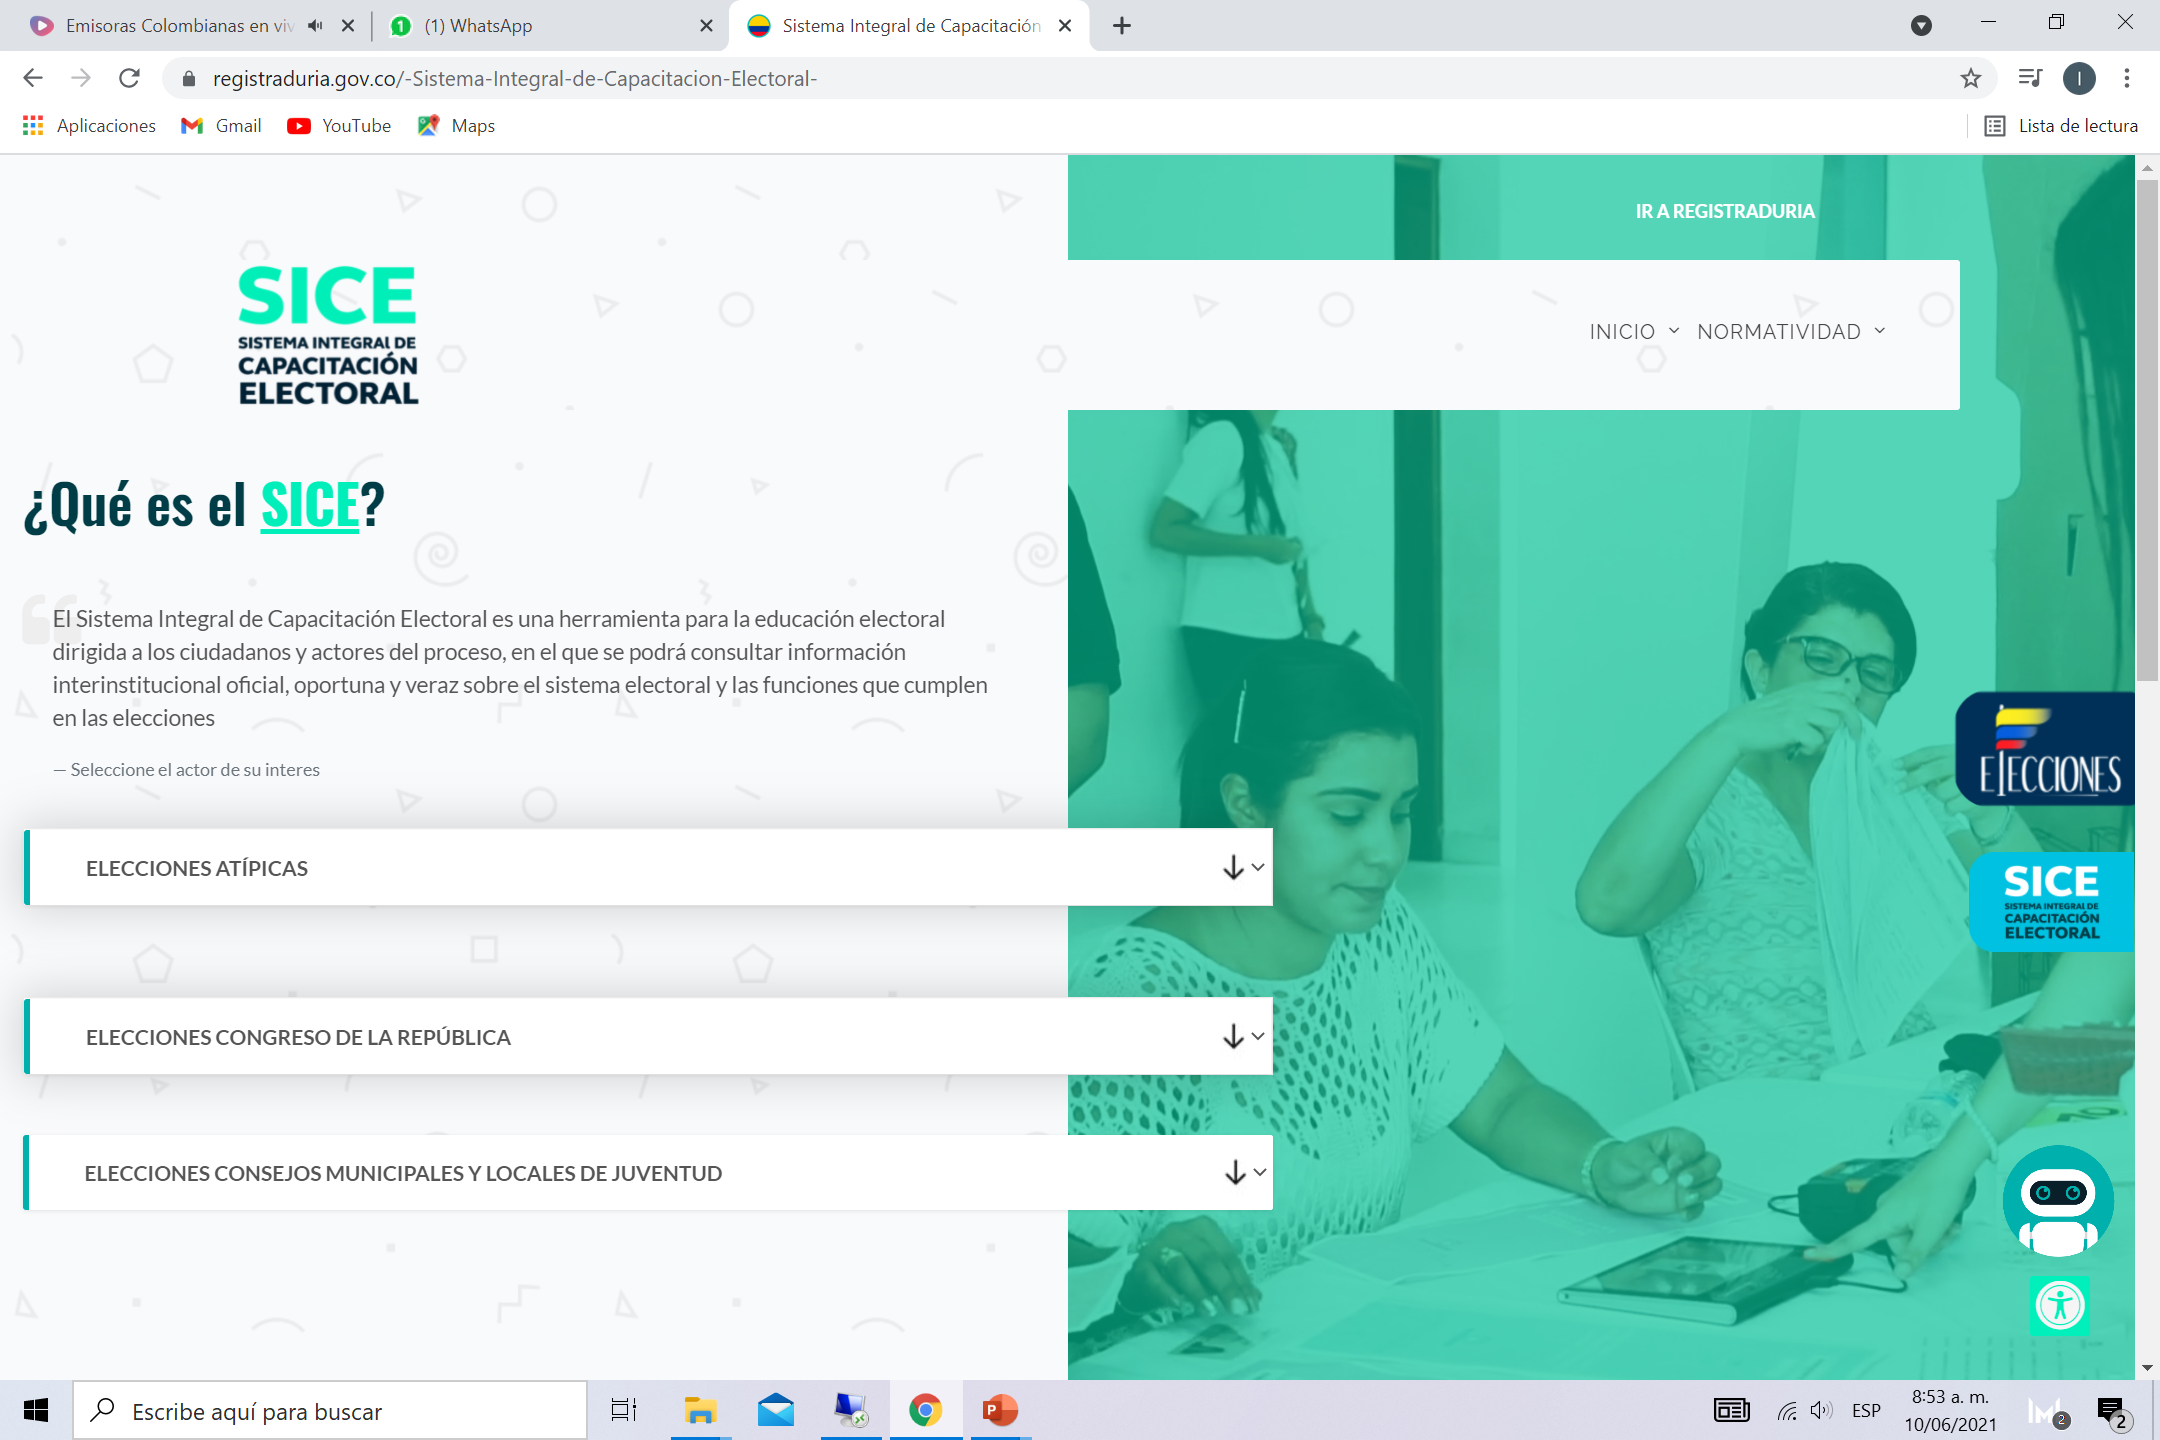 Emisoras Colombianas en viv
(1) WhatsApp
Sistema Integral de Capacitación
registraduria.gov.co/-Sistema-Integral-de-Capacitacion-Electoral-
I
Aplicaciones
Gmail
YouTube
Maps
Lista de lectura
IR A REGISTRADURIA
SICE
SISTEMA INTEGRAL DE
CAPACITACIÓN
ELECTORAL
INICIO
NORMATIVIDAD
¿Qué es el SICE?
El Sistema Integral de Capacitación Electoral es una herramienta para la educación electoral
dirigida a los ciudadanos y actores del proceso, en el que se podrá consultar información
interinstitucional oficial, oportuna y veraz sobre el sistema electoral y las funciones que cumplen
en las elecciones
— Seleccione el actor de su interes
ELECCIONES
ELECCIONES ATÍPICAS
SICE
SISTEMA INTEGRAL DE
CAPACITACIÓN
ELECTORAL
ELECCIONES CONGRESO DE LA REPÚBLICA
ELECCIONES CONSEJOS MUNICIPALES Y LOCALES DE JUVENTUD
Escribe aquí para buscar
ESP
8:53 a. m.
10/06/2021
2
2